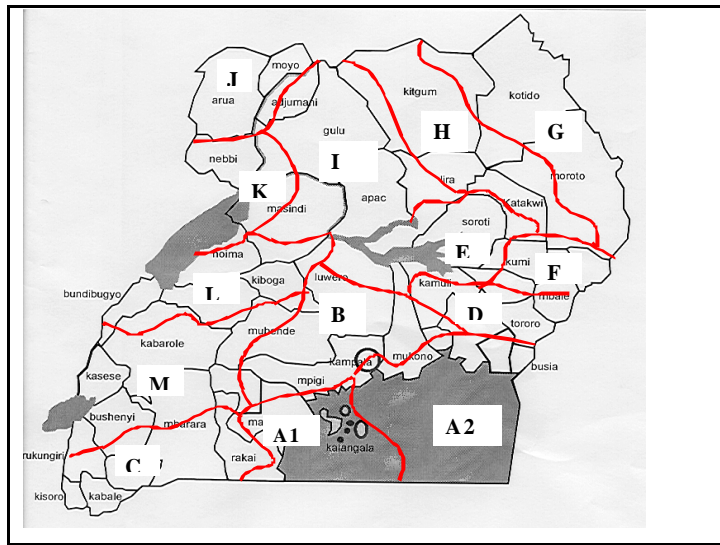 moyo
J
arua
adjumani
kitgum
kotido
gulu
H
G
nebbi
I
lira
moroto
K
apac
masindi
Katakwi
soroti
hoima
E
kumi
F
L
kiboga
luwero
kamuli
mbale
bundibugyo
B
D
mubende
tororo
kabarole
kampala
mukono
busia
kasese
M
mpigi
bushenyi
mbarara
ma
A1
A2
kalangala
rukungiri
C
rakai
kisoro
kabale